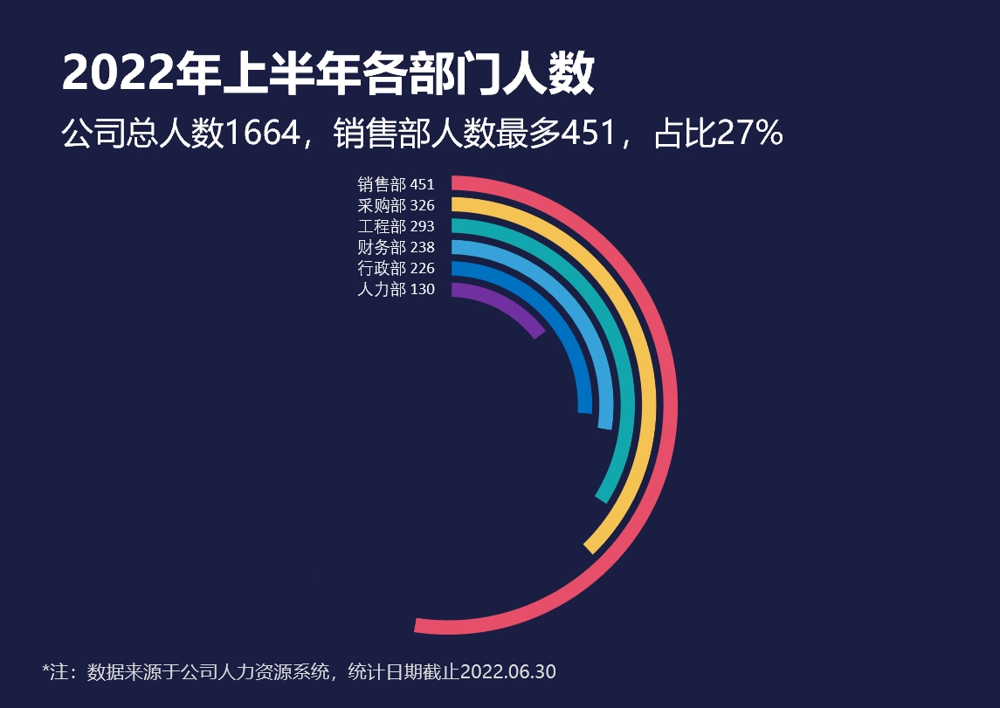 2022年上半年各部门人数
公司总人数1664，销售部人数最多451，占比27%
销售部 451
采购部 326
工程部 293
财务部 238
行政部 226
人力部 130
*注：数据来源于公司人力资源系统，统计日期截止2022.06.30